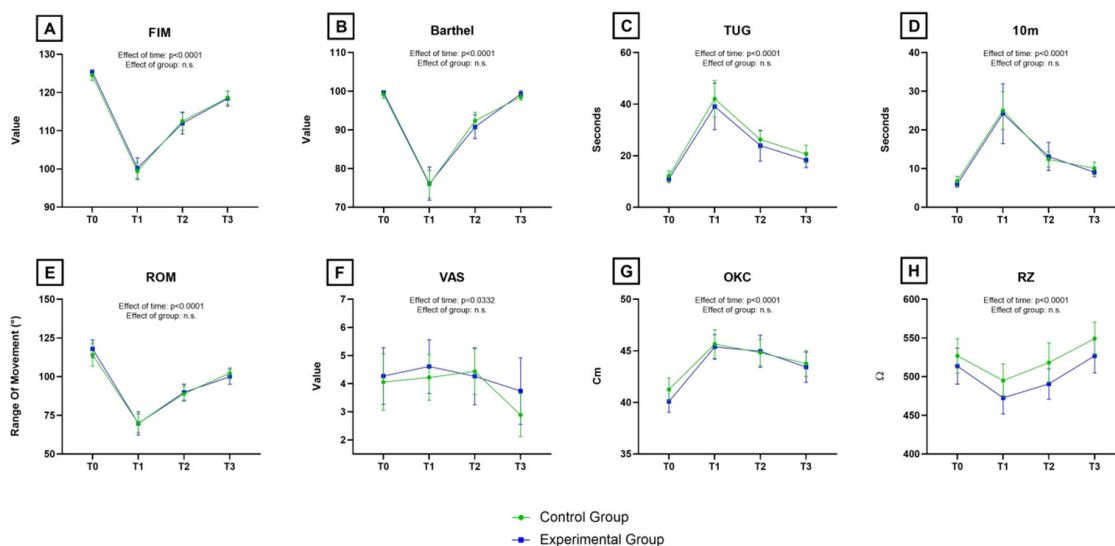 A
FIM
Effect of time: p<0.0001
Effect of group: n.s.
Value
130
120
110
100
90
T0 T1 T2 T3
B
Barthel
Effect of time: p<0.0001
Effect of group: n.s.
Value
100
90
80
70
T0 T1 T2 T3
C
TUG
Effect of time: p<0.0001
Effect of group: n.s.
Seconds
60
40
20
0
T0 T1 T2 T3
D
10m
Effect of time: p<0.0001
Effect of group: n.s.
Seconds
40
30
20
10
0
T0 T1 T2 T3
E
ROM
Effect of time: p<0.0001
Effect of group: n.s.
Range Of Movement (°)
150
125
100
75
50
T0 T1 T2 T3
F
VAS
Effect of time: p=0.0332
Effect of group: n.s.
Value
7
6
5
4
3
2
T0 T1 T2 T3
G
OKC
Effect of time: p<0.0001
Effect of group: n.s.
Cm
50
45
40
35
T0 T1 T2 T3
H
RZ
Effect of time: p<0.0001
Effect of group: n.s.
Ω
600
550
500
450
400
T0 T1 T2 T3
Control Group
Experimental Group